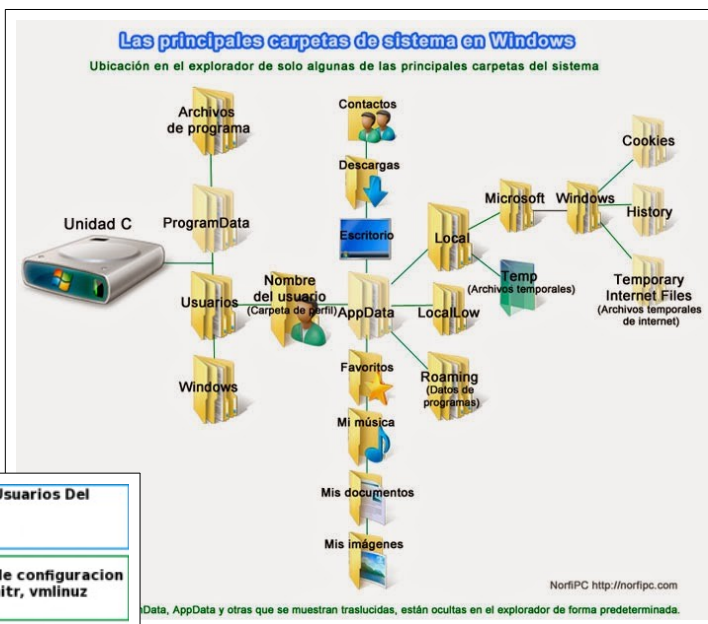 Las principales carpetas de sistema en Windows
Ubicación en el explorador de solo algunas de las principales carpetas del sistema
Unidad C
Archivos
de programa
ProgramData
Usuarios
Windows
Nombre
del usuario
(Carpeta de perfil)
Contactos
Descargas
Escritorio
AppData
Favoritos
Mi música
Mis documentos
Mis imágenes
Local
LocalLow
Roaming
(Datos de
programas)
Microsoft
Temp
(Archivos temporales)
Windows
Cookies
History
Temporary
Internet Files
(Archivos temporales
de internet)
NorfiPC http://norfipc.com
Data, AppData y otras que se muestran traslucidas, están ocultas en el explorador de forma predeterminada.
Usuarios Del
de configuracion
vmlinuz